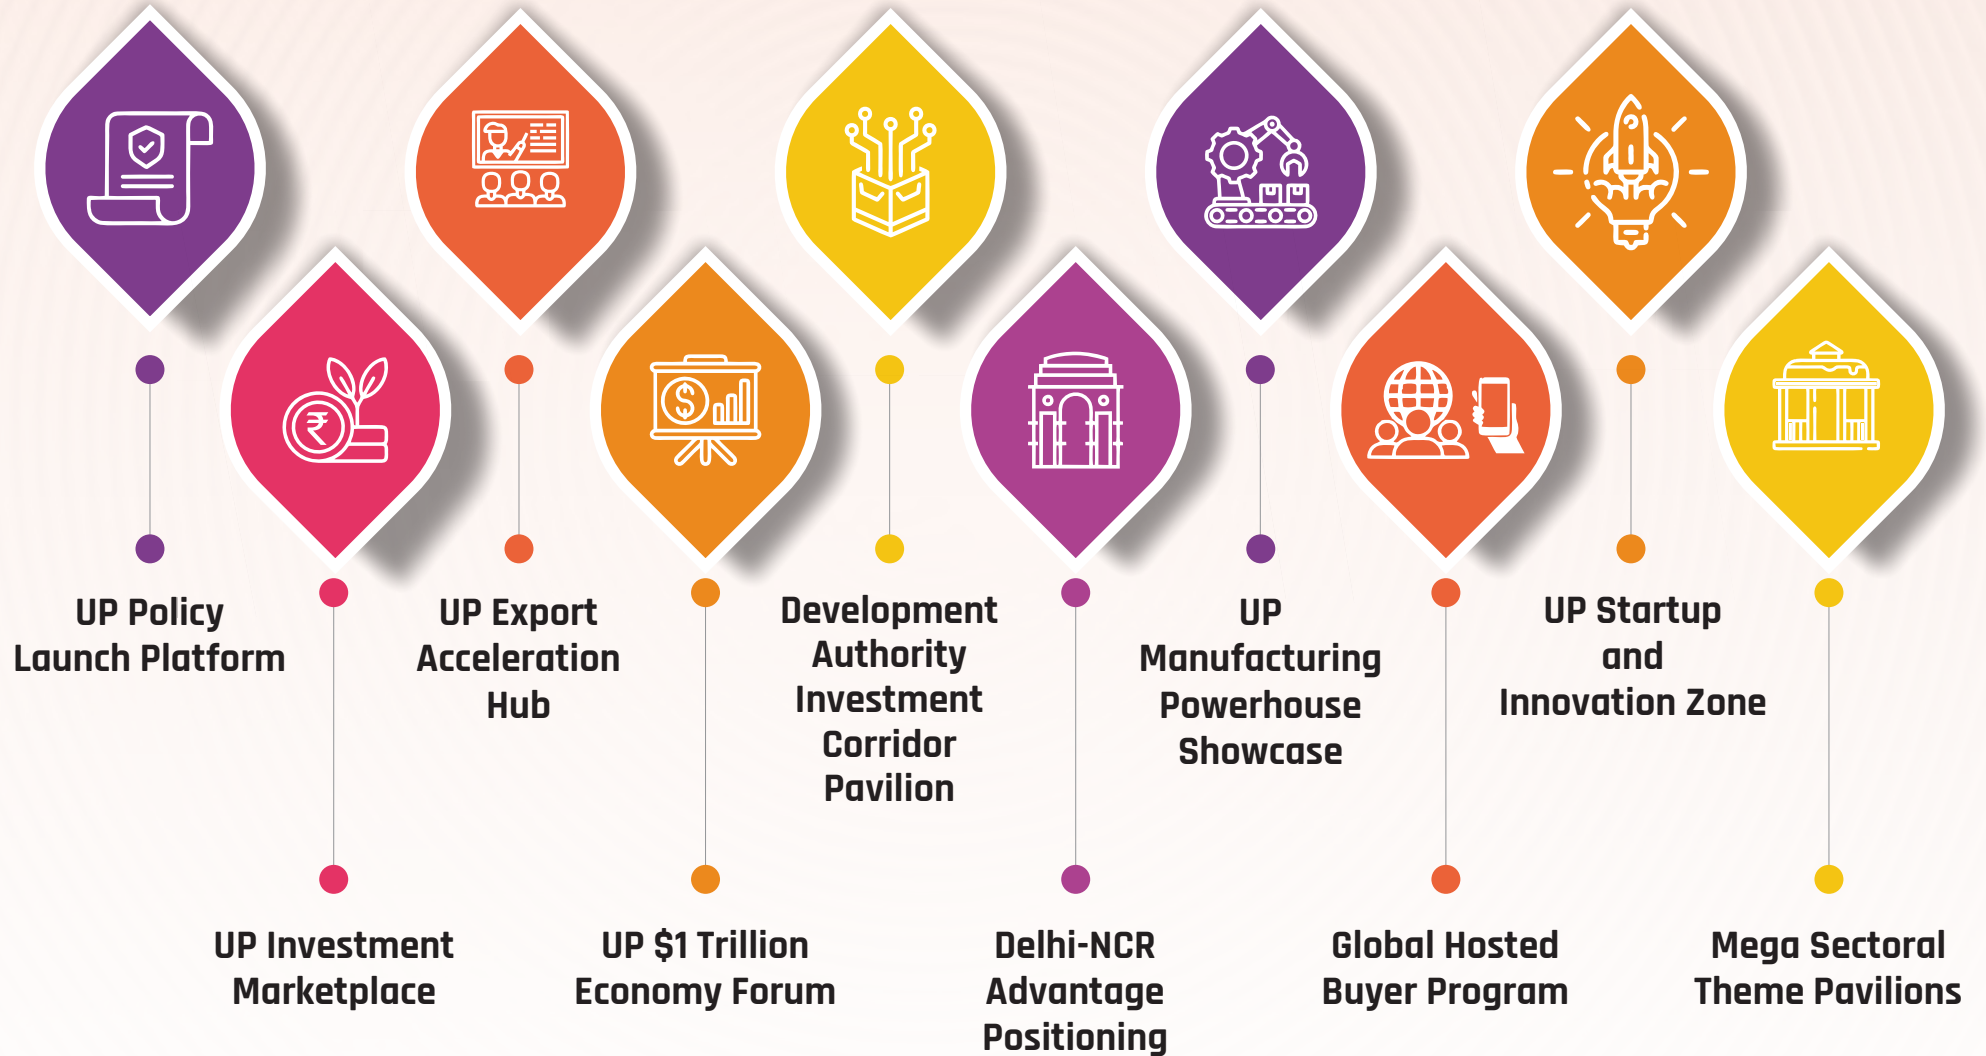 UP Policy
Launch Platform
UP Investment
Marketplace
UP Export
Acceleration
Hub
UP $1 Trillion
Economy Forum
Development
Authority
Investment
Corridor
Pavilion
Delhi-NCR
Advantage
Positioning
UP
Manufacturing
Powerhouse
Showcase
Global Hosted
Buyer Program
UP Startup
and
Innovation Zone
Mega Sectoral
Theme Pavilions
₹
$